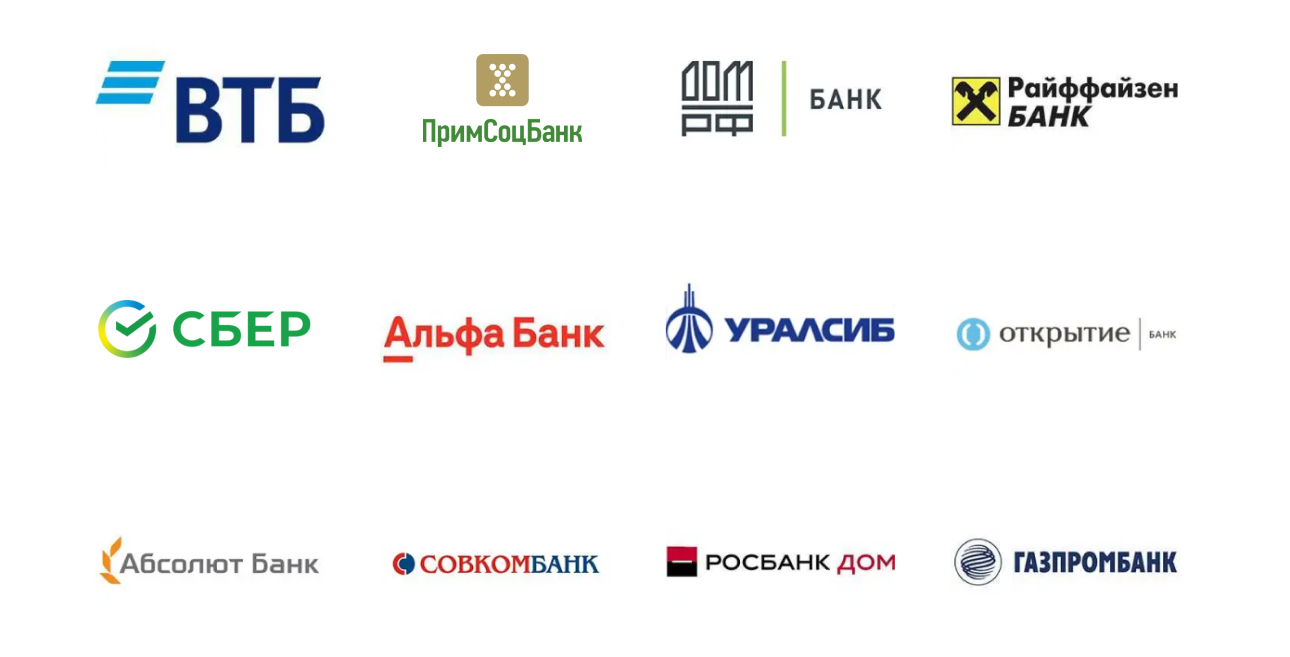 ВТБ
ПримСоцБанк
ДОМ
РФ
БАНК
Райффайзен
БАНК
СБЕР
Альфа Банк
УРАЛСИБ
открытие БАНК
Абсолют Банк
СОВКОМБАНК
РОСБАНК ДОМ
ГАЗПРОМБАНК